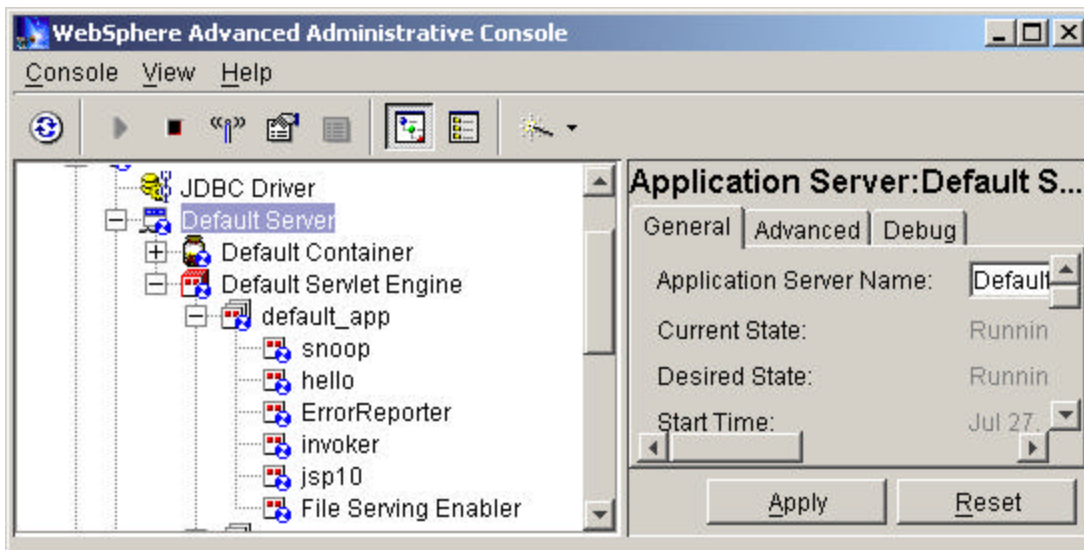 WebSphere Advanced Administrative Console
Console View Help
JDBC Driver
Default Server
Default Container
Default Servlet Engine
default_app
snoop
hello
ErrorReporter
invoker
jsp10
File Serving Enabler
Application Server:Default S...
General Advanced Debug
Application Server Name: Default
Current State: Runnin
Desired State: Runnin
Start Time: Jul 27.
Apply Reset